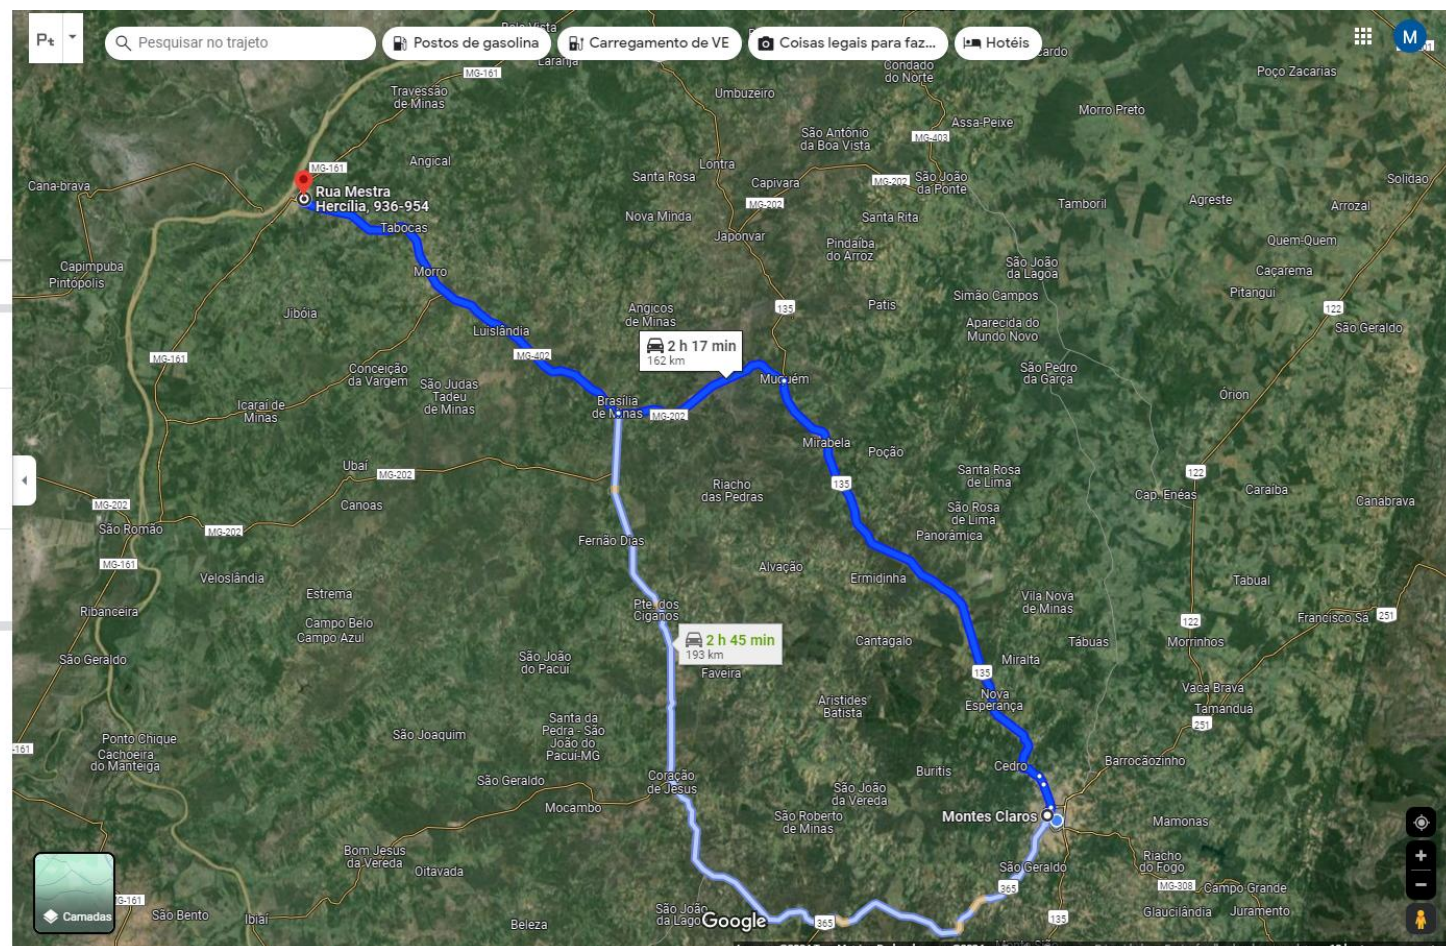 Pt
Pesquisar no trajeto
Postos de gasolina
Carregamento de VE
Coisas legais para faz...
Hotéis
M
Laranja
Condado
do Norte
Poço Zacarias
MG-161
Travessão
de Minas
Umbuzeiro
Morro Preto
Assa-Peixe
São Antônio
da Boa Vista
MG-403
Angical
Lontra
MG-161
Santa Rosa
Capivara
MG-202
São João
da Ponte
Solidão
Cana-brava
Rua Mestra
Hercília, 936-954
MG-202
Tamboril
Agreste
Arrozal
Nova Minda
Santa Rita
Tabocas
Japonvar
Pindaíba
do Arroz
Quem-Quem
Capimpuba
Pintópolis
Morro
São João
da Lagoa
Caçarema
Pitangui
Simão Campos
Jibóia
Angicos
de Minas
135
Patis
122
São Geraldo
Luislândia
Aparecida do
Mundo Novo
2 h 17 min
162 km
MG-161
MG-402
Conceição
da Vargem
São Judas
Tadeu
de Minas
Muquém
São Pedro
da Garça
Órion
Icaraí de
Minas
Brasília
de Minas
MG-202
Mirabela
Poção
Ubaí
MG-202
Santa Rosa
de Lima
122
Riacho
das Pedras
135
Cap. Enéas
Caraiba
Canabrava
MG-202
Canoas
São Rosa
de Lima
São Romão
MG-202
Panorâmica
Fernão Dias
MG-161
Alvação
Ermidinha
Veloslândia
Tabual
Estrema
Vila Nova
de Minas
Ribanceira
Pte. dos
Ciganos
Campo Belo
Campo Azul
122
Francisco Sá
251
2 h 45 min
193 km
Cantagalo
Tábuas
Morrinhos
São Geraldo
São João
do Pacuí
Faveira
135
Miralta
Aristides
Batista
Nova
Esperança
Vaca Brava
Tamanduá
251
Santa da
Pedra - São
João do
Pacuí-MG
Ponto Chique
Cachoeira
do Manteiga
-161
São Joaquim
Cedro
Barrocãozinho
Buritis
São Geraldo
Coração
de Jesus
São João
da Vereda
Mocambo
São Roberto
de Minas
Montes Claros
Mamonas
Bom Jesus
da Vereda
Oitavada
São Geraldo
Riacho
do Fogo
365
MG-308
Campo Grande
Camadas
São Bento
Ibiaí
Beleza
São João
da Lago
Google
365
135
Glaucilândia
Juramento